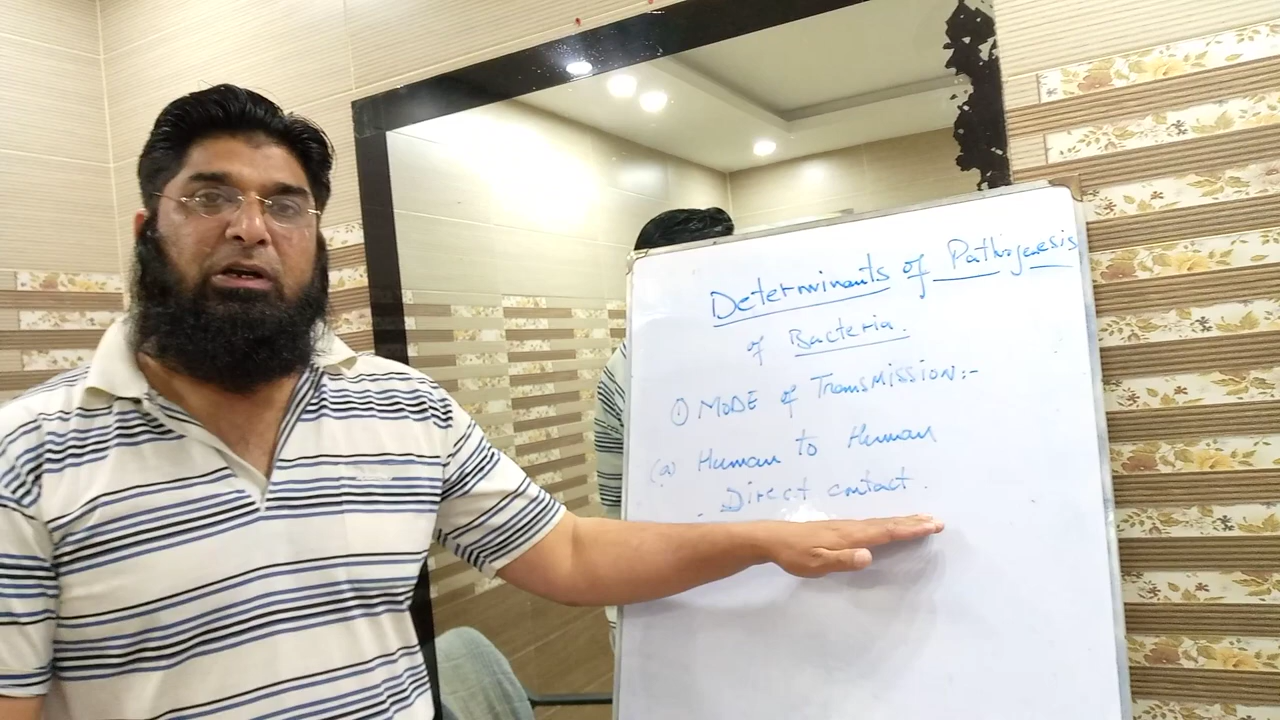 Determinants of Pathogenesis
of Bacteria.
① MODE of TransMISSION:-
(a) Human to Human
. Direct contact.